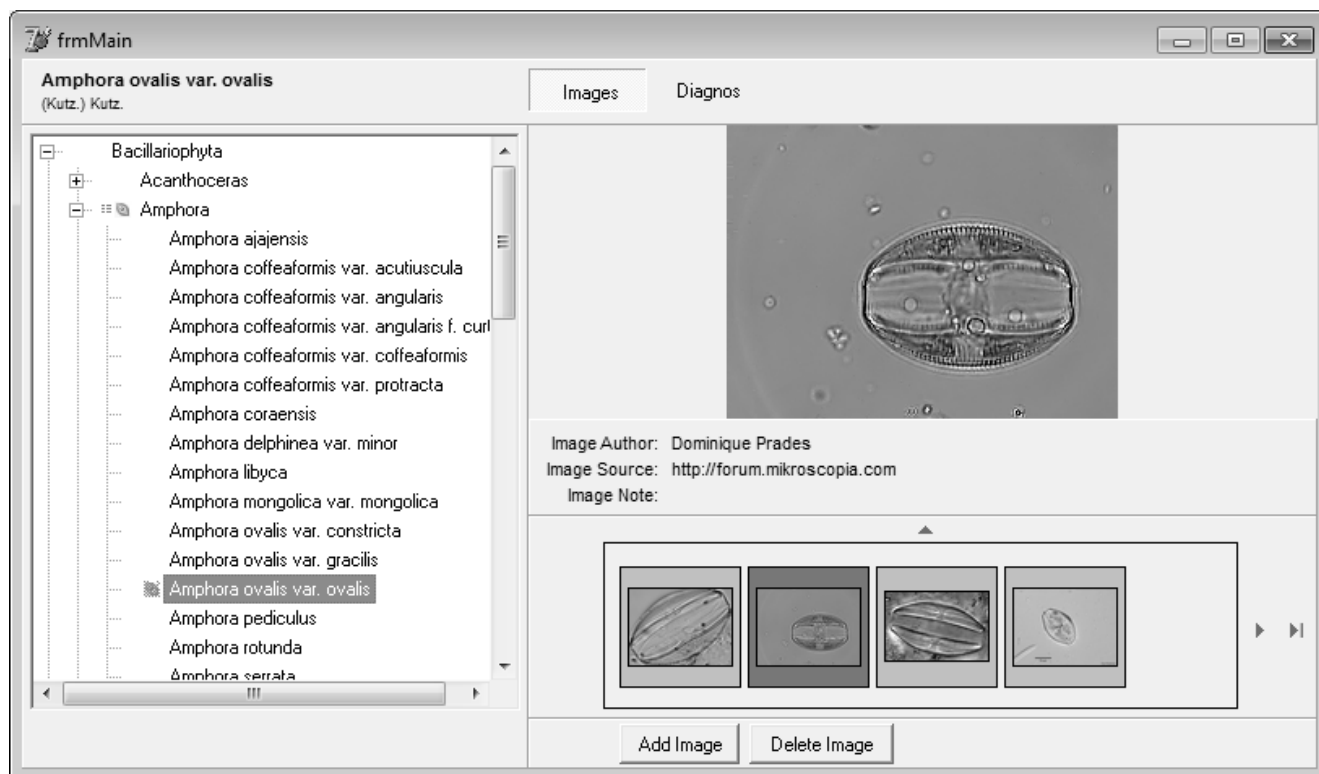 frmMain
Amphora ovalis var. ovalis
(Kutz.) Kutz.
Images
Diagnos
Bacillariophyta
Acanthoceras
Amphora
Amphora ajajensis
Amphora coffeaformis var. acutiuscula
Amphora coffeaformis var. angularis
Amphora coffeaformis var. angularis f.
Amphora coffeaformis var. coffeaformis
Amphora coffeaformis var. protracta
Amphora coraensis
Amphora delphinea var. minor
Amphora libyca
Amphora mongolica var. mongolica
Amphora ovalis var. constricta
Amphora ovalis var. gracilis
Amphora ovalis var. ovalis
Amphora pediculus
Amphora rotunda
Amphora serrata
Image Author: Dominique Prades
Image Source: http://forum.mikroscopia.com
Image Note:
Add Image
Delete Image